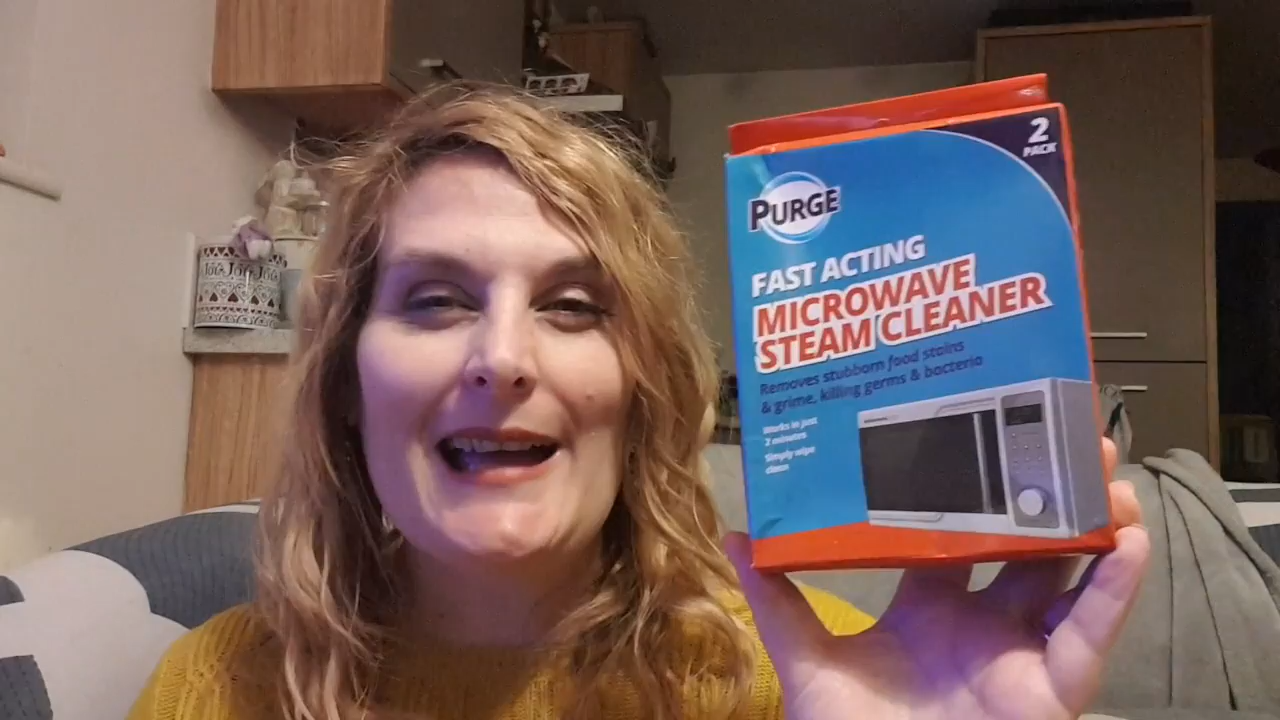 2
PACK
PURGE
FAST ACTING
MICROWAVE
STEAM CLEANER
Removes stubborn food stains
& grime, killing germs & bacteria
Works in just
2 minutes
Simply wipe
clean